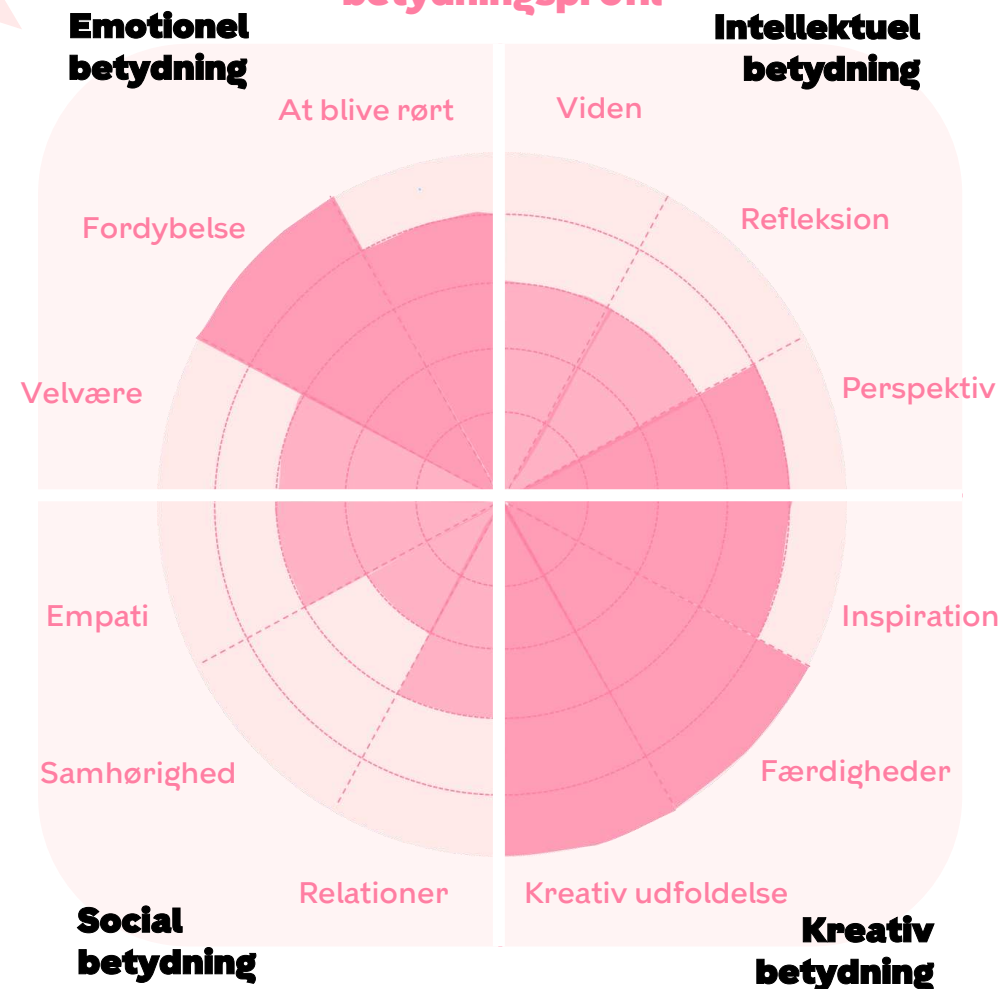 betydningsprofil
Emotionel
betydning
Intellektuel
betydning
At blive rørt
Viden
Fordybelse
Refleksion
Velvære
Perspektiv
Empati
Inspiration
Samhørighed
Færdigheder
Relationer
Kreativ udfoldelse
Social
betydning
Kreativ
betydning